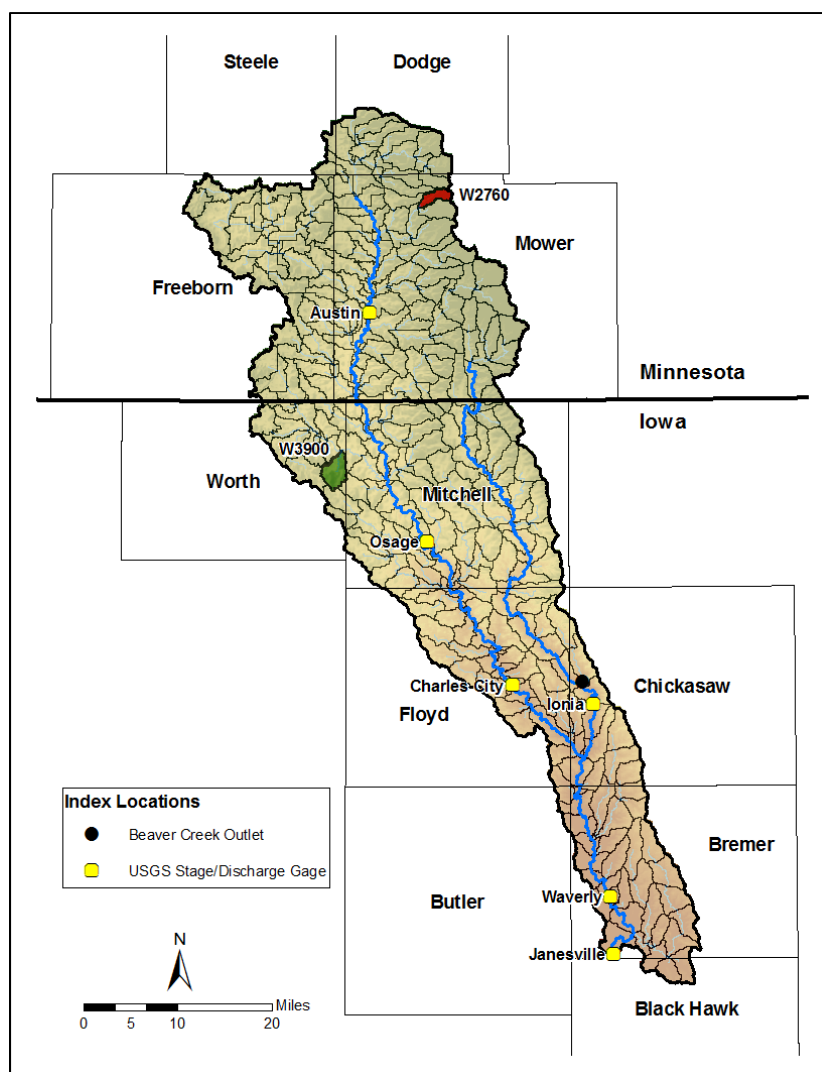 Steele
Dodge
W2760
Mower
Freeborn
Austin
Minnesota
Iowa
W3900
Worth
Mitchell
Osage
Charles City
Ionia
Chickasaw
Floyd
Index Locations
Beaver Creek Outlet
USGS Stage/Discharge Gage
Bremer
Butler
Waverly
Janesville
N
Miles
0 5 10 20
Black Hawk